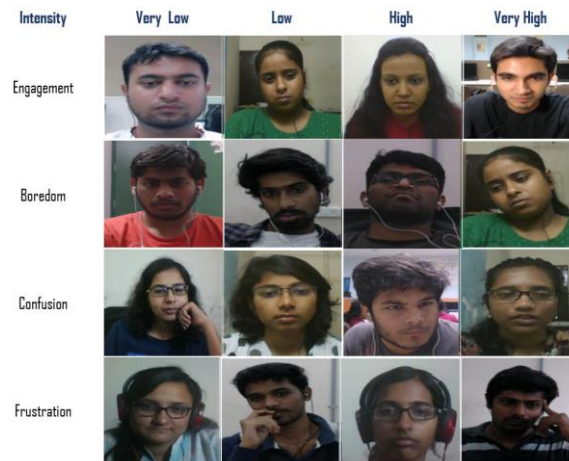 Intensity Very Low Low High Very High
Engagement
Boredom
Confusion
Frustration